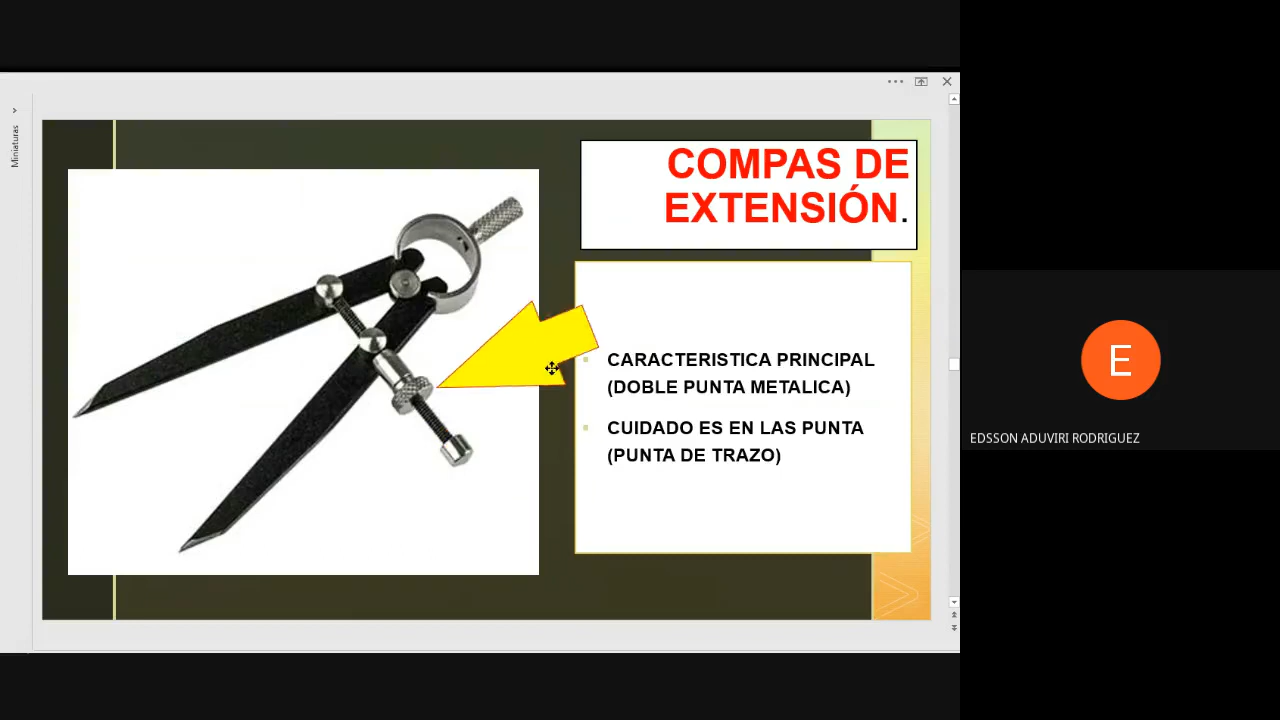 Miniaturas
COMPAS DE
EXTENSIÓN.
CARACTERISTICA PRINCIPAL
(DOBLE PUNTA METALICA)
CUIDADO ES EN LAS PUNTA
(PUNTA DE TRAZO)
E
EDSSON ADUVIRI RODRIGUEZ